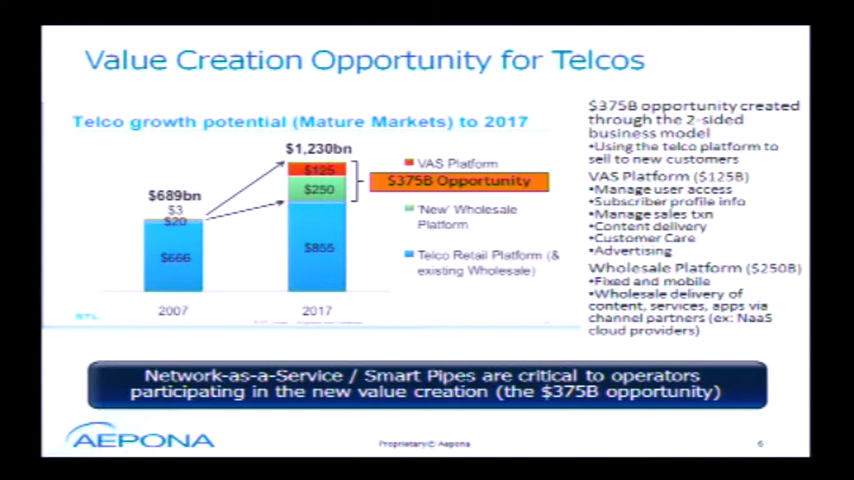 Value Creation Opportunity for Telcos
Telco growth potential (Mature Markets) to 2017
$1,230bn
$125
$250
$855
2017
$689bn
$3
$20
$666
2007
VAS Platform
$375B Opportunity
'New' Wholesale
Platform
Telco Retail Platform (&
existing Wholesale)
STL
$375B opportunity created
through the 2-sided
business model
•Using the telco platform to
sell to new customers
VAS Platform ($125B)
•Manage user access
•Subscriber profile info
•Manage sales txn
•Content delivery
•Customer Care
•Advertising
Wholesale Platform ($250B)
•Fixed and mobile
•Wholesale delivery of
content, services, apps via
channel partners (ex: NaaS
cloud providers)
Network-as-a-Service / Smart Pipes are critical to operators
participating in the new value creation (the $375B opportunity)
AEPONA
Proprietary© Aepona
6